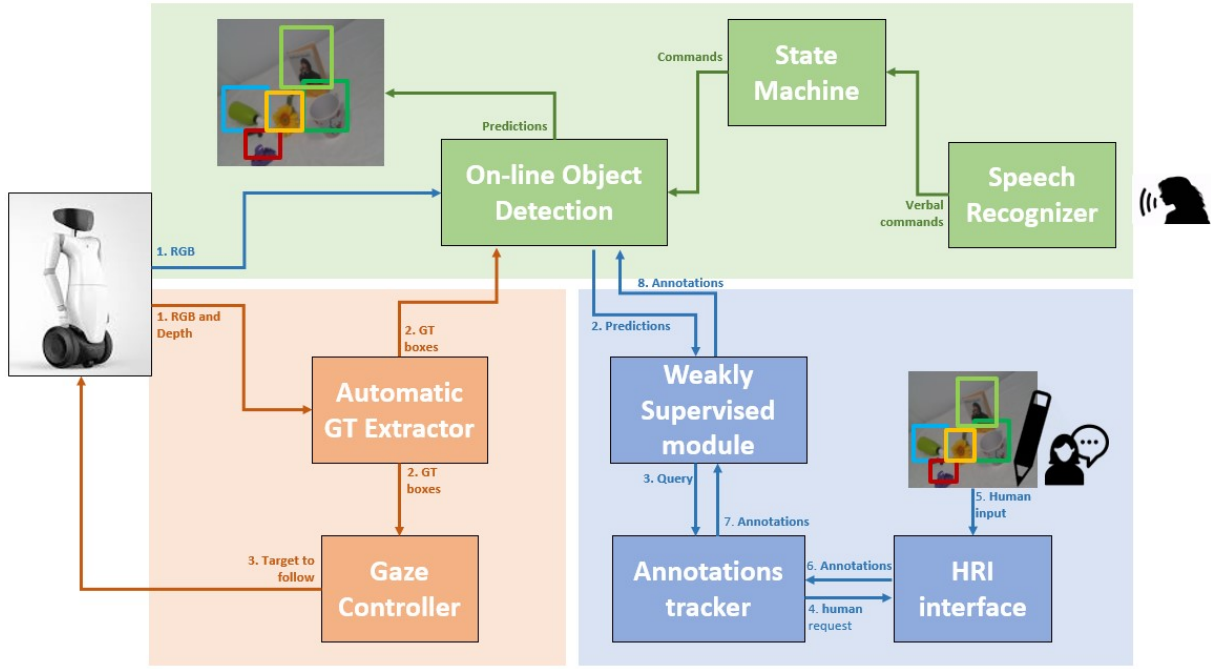 Commands
State
Machine
Predictions
On-line Object
Detection
Speech
Recognizer
Verbal
commands
1. RGB
1. RGB and
Depth
2. GT
boxes
Automatic
GT Extractor
2. GT
boxes
3. Target to
follow
Gaze
Controller
8. Annotations
2. Predictions
Weakly
Supervised
module
3. Query
7. Annotations
5. Human
input
Annotations
tracker
6. Annotations
4. human
request
HRI
interface